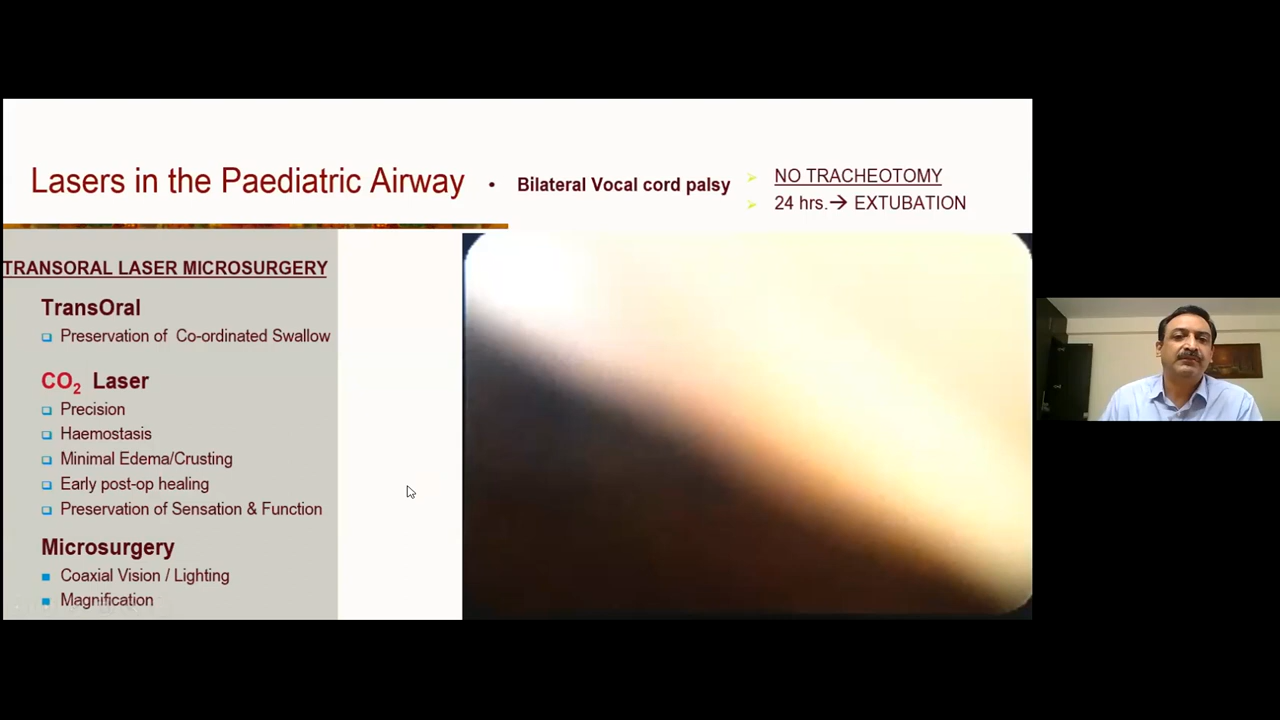 Lasers in the Paediatric Airway
• Bilateral Vocal cord palsy
NO TRACHEOTOMY
24 hrs.→ EXTUBATION
TRANSORAL LASER MICROSURGERY
TransOral
Preservation of Co-ordinated Swallow
CO₂ Laser
Precision
Haemostasis
Minimal Edema/Crusting
Early post-op healing
Preservation of Sensation & Function
Microsurgery
Coaxial Vision / Lighting
Magnification